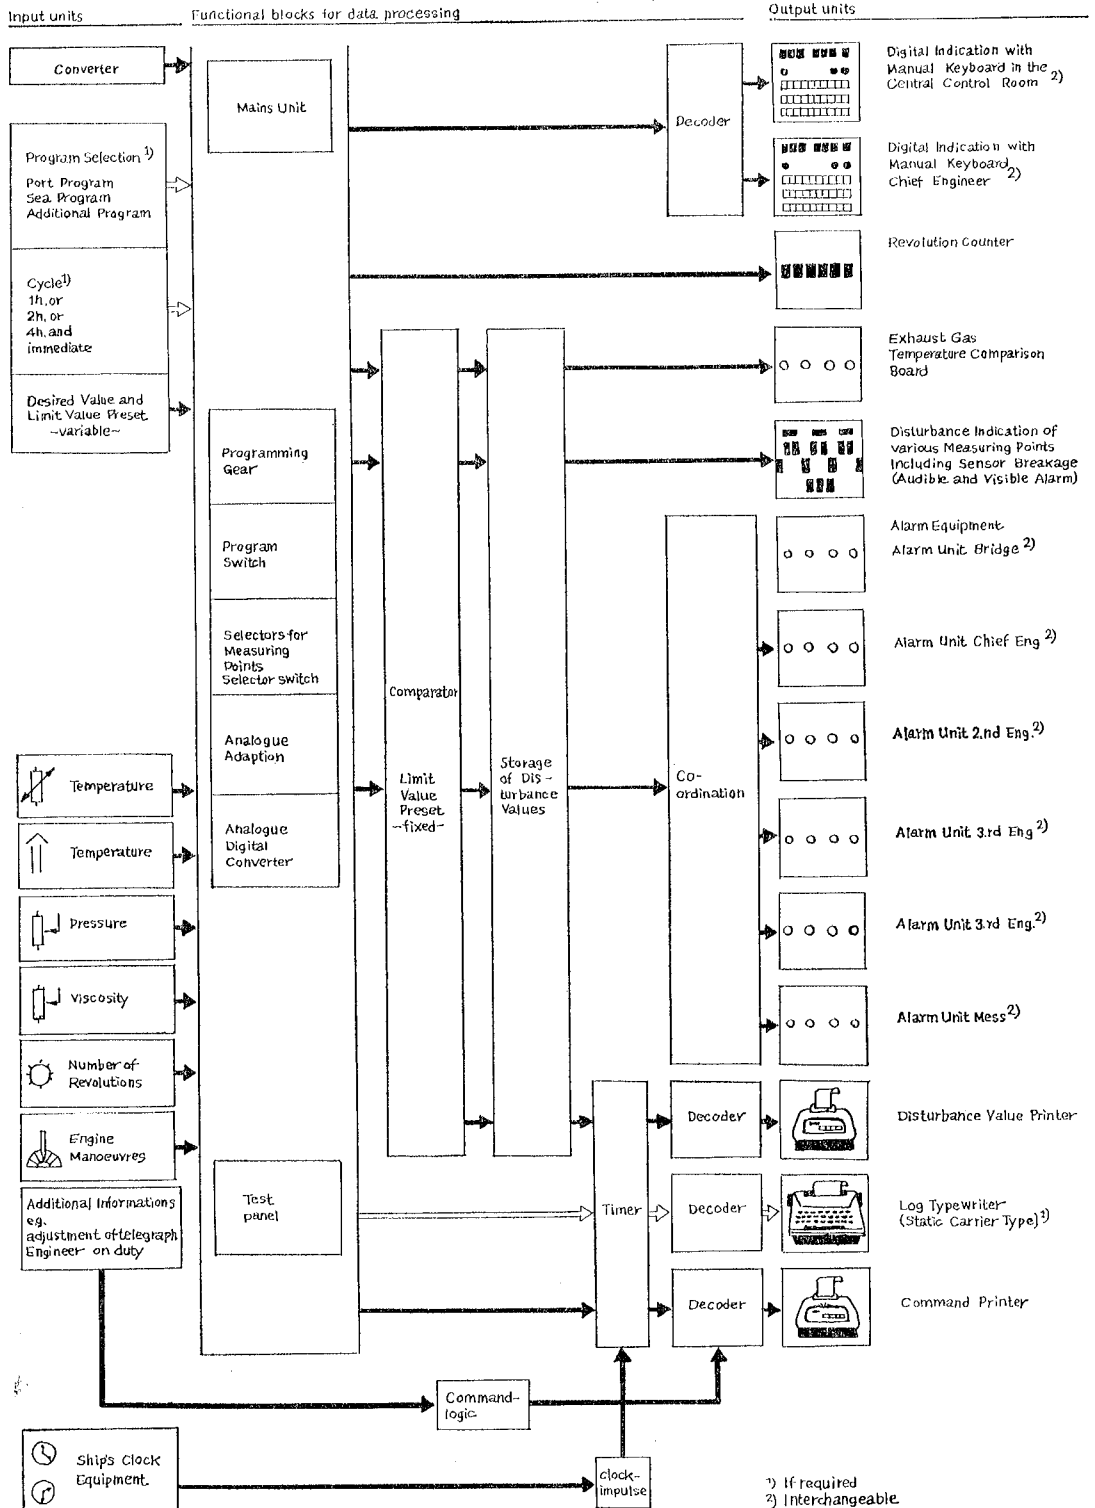 Input units
Functional blocks for data processing
Output units
Converter
Program Selection 1)
Port Program
Sea Program
Additional Program
Cycle 1)
1h, or
2h, or
4h, and
immediate
Desired Value and
Limit Value Preset
-variable-
Temperature
Temperature
Pressure
Viscosity
Number of
Revolutions
Engine
Manoeuvres
Additional Informations
e.g.
adjustment of telegraph
Engineer on duty
Ship's Clock
Equipment
Mains Unit
Programming
Gear
Program
Switch
Selectors for
Measuring
Points
Selector switch
Analogue
Adaption
Analogue
Digital
Converter
Test
panel
Comparator
Limit
Value
Preset
-fixed-
Storage
of Dis-
turbance
Values
Decoder
Co-
ordination
Timer
Decoder
Decoder
Decoder
Command-
logic
clock-
impulse
Digital Indication with
Manual Keyboard in the
Central Control Room 2)
Digital Indication with
Manual Keyboard
Chief Engineer 2)
Revolution Counter
Exhaust Gas
Temperature Comparison
Board
Disturbance Indication of
various Measuring Points
Including Sensor Breakage
(Audible and Visible Alarm)
Alarm Equipment
Alarm Unit Bridge 2)
Alarm Unit Chief Eng 2)
Alarm Unit 2.nd Eng. 2)
Alarm Unit 3.rd Eng 2)
Alarm Unit 3.rd Eng. 2)
Alarm Unit Mess 2)
Disturbance Value Printer
Log Typewriter
(Static Carrier Type) 1)
Command Printer
1) If required
2) Interchangeable